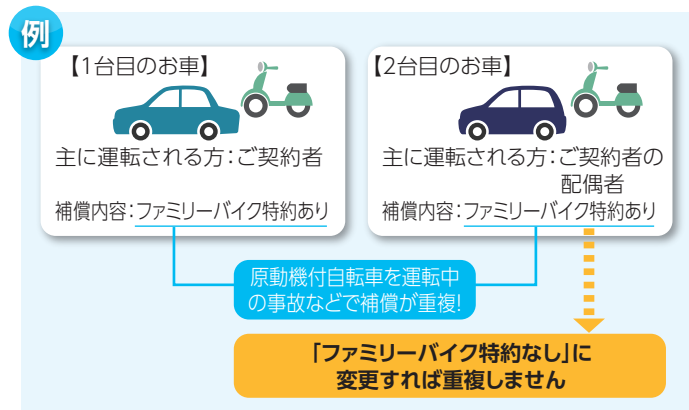 例
【1台目のお車】
主に運転される方：ご契約者
補償内容：ファミリーバイク特約あり
【2台目のお車】
主に運転される方：ご契約者の
配偶者
補償内容：ファミリーバイク特約あり
原動機付自転車を運転中
の事故などで補償が重複!
「ファミリーバイク特約なし」に
変更すれば重複しません